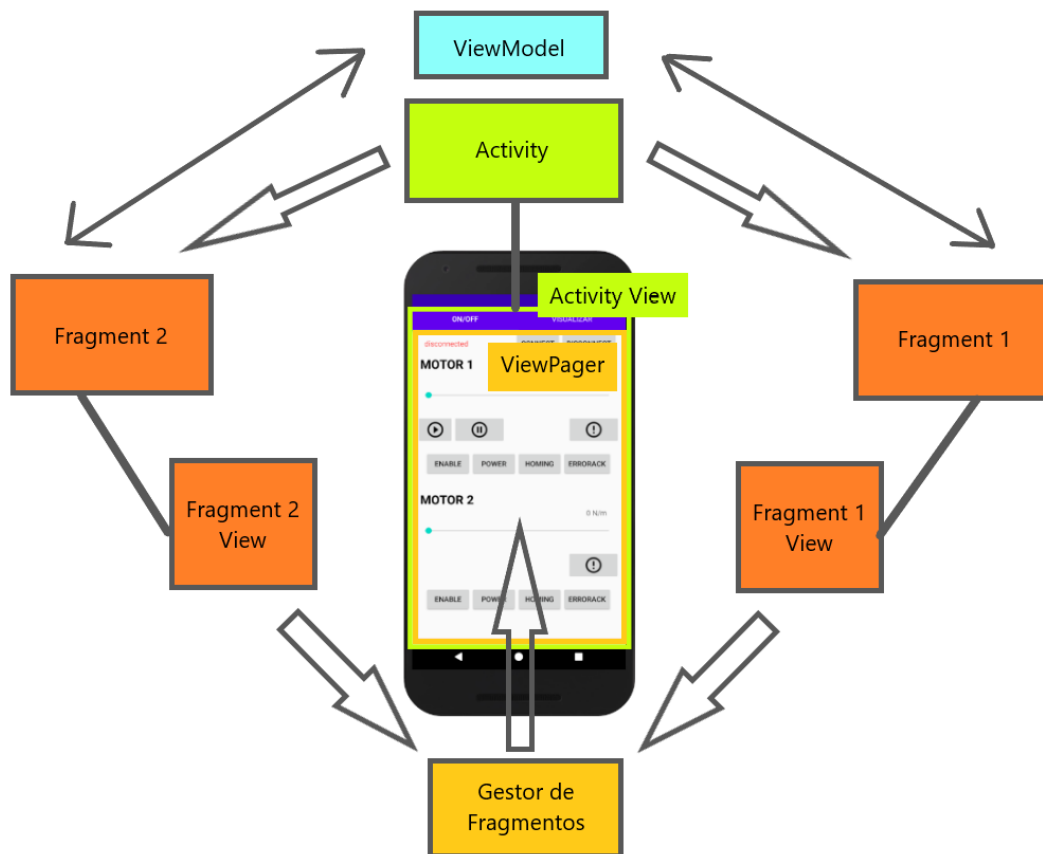 ViewModel
Activity
Activity View
ON/OFF
VISUALIZAR
Fragment 2
Fragment 1
disconnected
ViewPager
MOTOR 1
ENABLE POWER HOMING ERRORACK
Fragment 2
View
Fragment 1
View
MOTOR 2
0 N/m
ENABLE POWER HOMING ERRORACK
Gestor de
Fragmentos